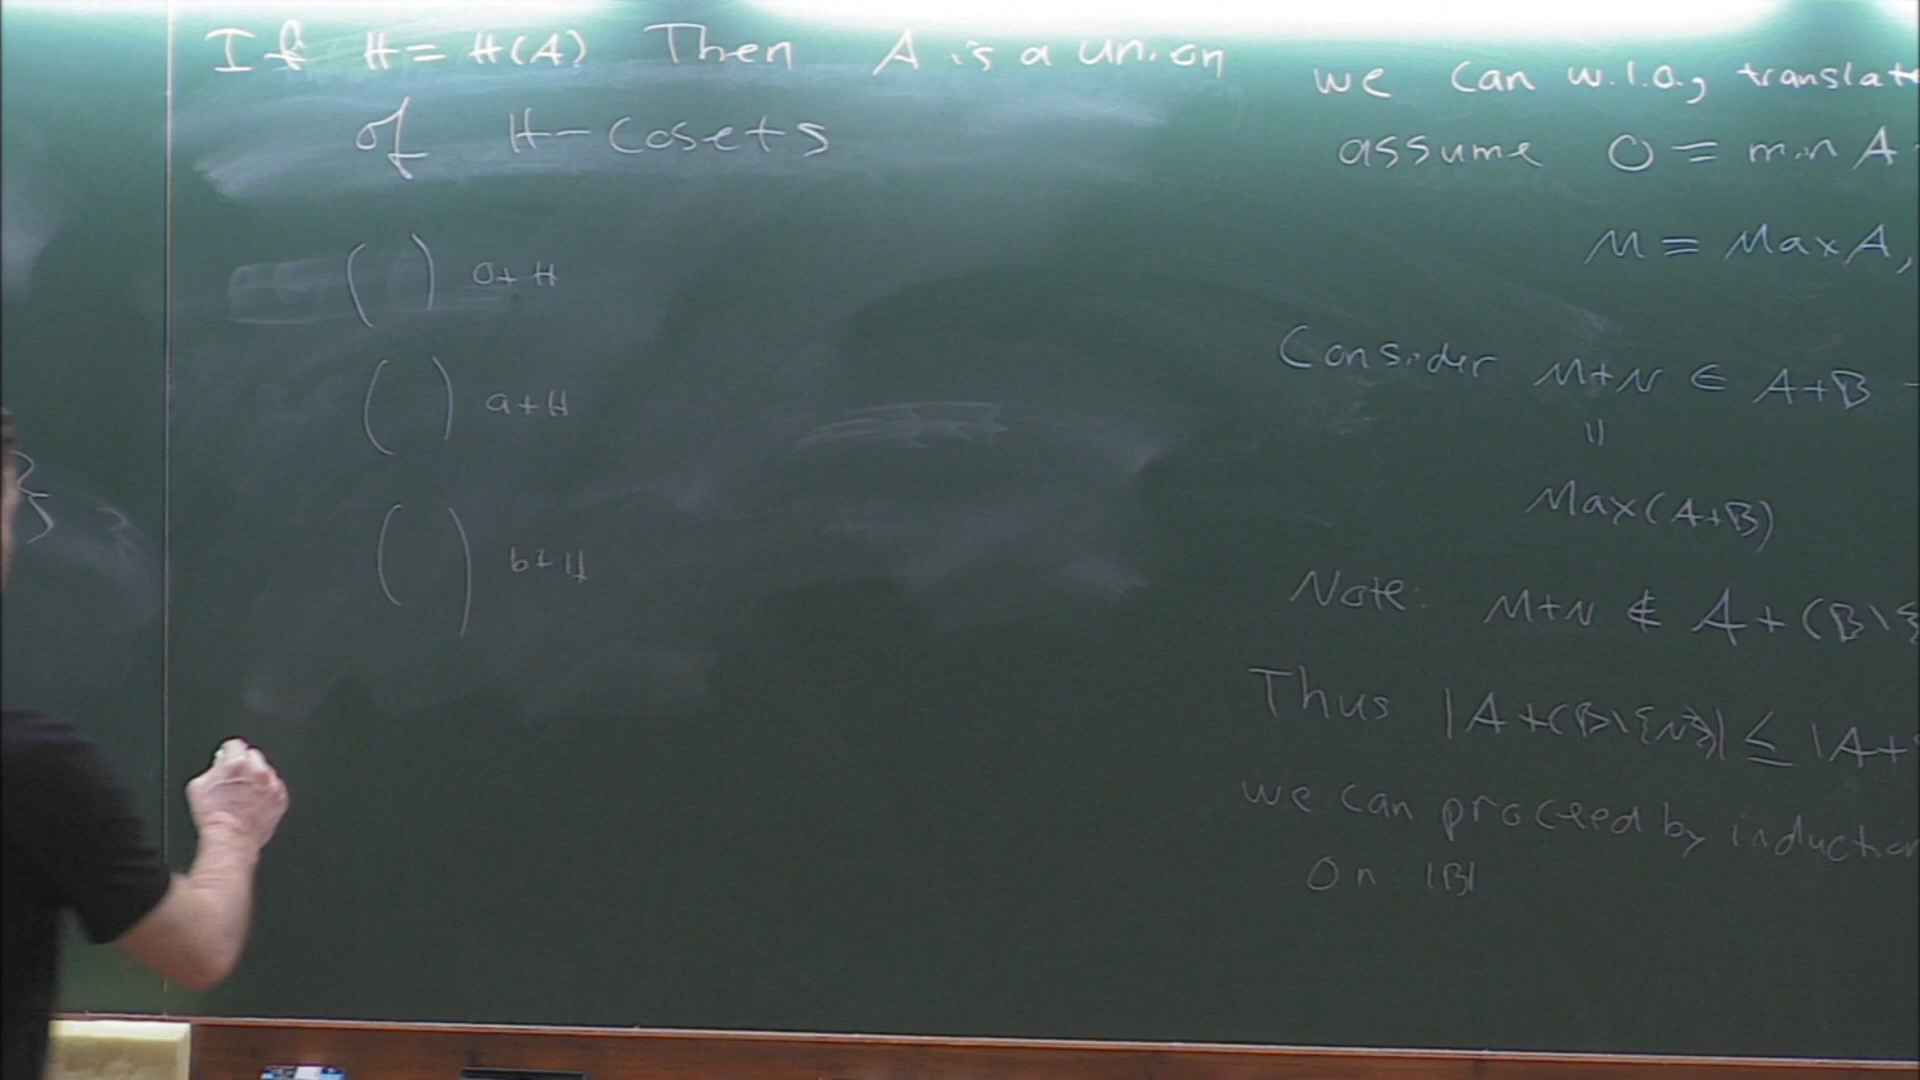 If H = H(A) Then A is a union
of H-cosets
( ) 0+H
( ) a+H
( ) b+H
we can w.l.o.g translate
assume 0 = min A
M = Max A,
Consider M+N ∈ A+B
||
Max(A+B)
Note: M+N ∉ A+(B\{
Thus |A+(B\{N})| ≤ |A+
we can proceed by induction
on |B|